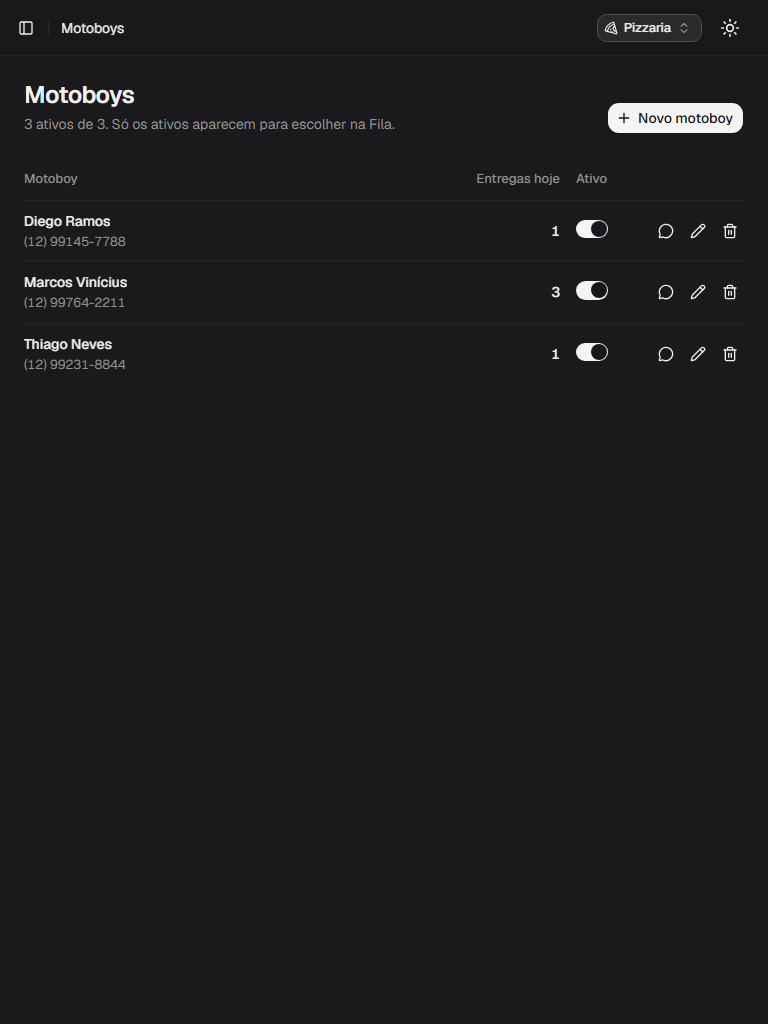 Motoboys
Pizzaria
Motoboys
3 ativos de 3. Só os ativos aparecem para escolher na Fila.
Novo motoboy
Motoboy Entregas hoje Ativo
Diego Ramos
(12) 99145-7788
1
Marcos Vinícius
(12) 99764-2211
3
Thiago Neves
(12) 99231-8844
1